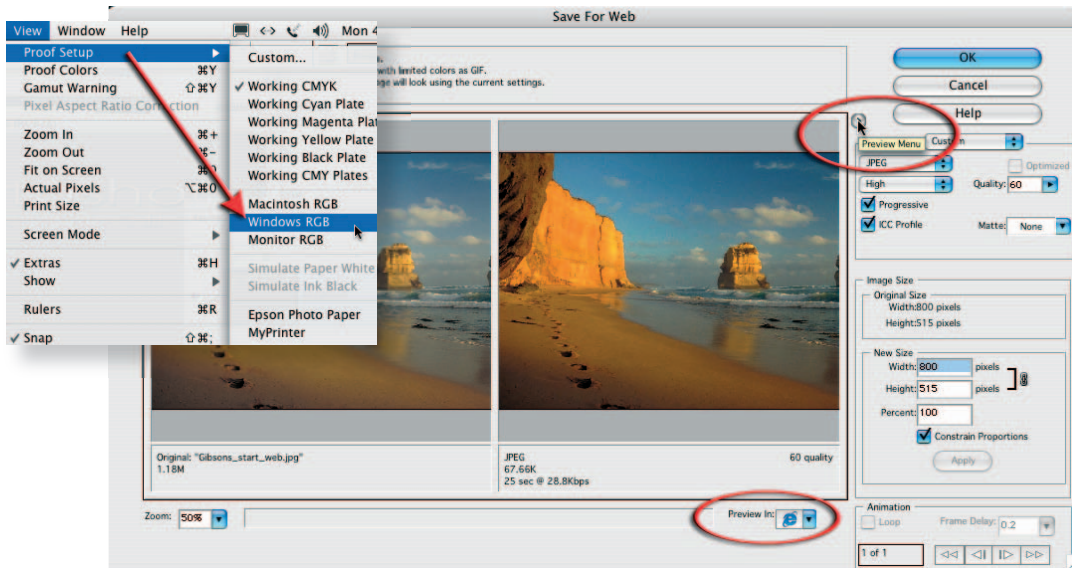 Save For Web
View Window Help
Mon 4
Proof Setup
Proof Colors ⌘Y
Gamut Warning ⇧⌘Y
Pixel Aspect Ratio Correction
Zoom In ⌘+
Zoom Out ⌘−
Fit on Screen ⌘0
Actual Pixels ⌥⌘0
Print Size
Screen Mode
✓ Extras ⌘H
Show
Rulers ⌘R
✓ Snap ⇧⌘;
Custom...
✓ Working CMYK
Working Cyan Plate
Working Magenta Plat
Working Yellow Plate
Working Black Plate
Working CMY Plates
Macintosh RGB
Windows RGB
Monitor RGB
Simulate Paper White
Simulate Ink Black
Epson Photo Paper
MyPrinter
with limited colors as GIF.
ge will look using the current settings.
OK
Cancel
Help
Preview Menu
JPEG
Optimized
High
Quality: 60
Progressive
ICC Profile
Matte: None
Image Size
Original Size
Width:800 pixels
Height:515 pixels
New Size
Width: 800 pixels
Height: 515 pixels
Percent: 100
Constrain Proportions
Apply
Original: "Gibsons_start_web.jpg"
1.18M
JPEG
60 quality
67.66K
25 sec @ 28.8Kbps
Zoom: 50%
Preview In:
Animation
Loop
Frame Delay: 0.2
1 of 1